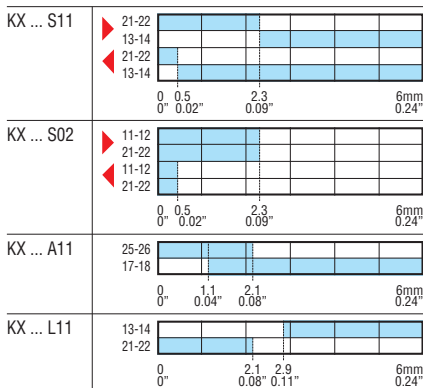 KX ... S11
21-22
13-14
21-22
13-14
0 0.5 2.3 6mm
0" 0.02" 0.09" 0.24"
KX ... S02
11-12
21-22
11-12
21-22
0 0.5 2.3 6mm
0" 0.02" 0.09" 0.24"
KX ... A11
25-26
17-18
0 1.1 2.1 6mm
0" 0.04" 0.08" 0.24"
KX ... L11
13-14
21-22
0 2.1 2.9 6mm
0" 0.08" 0.11" 0.24"